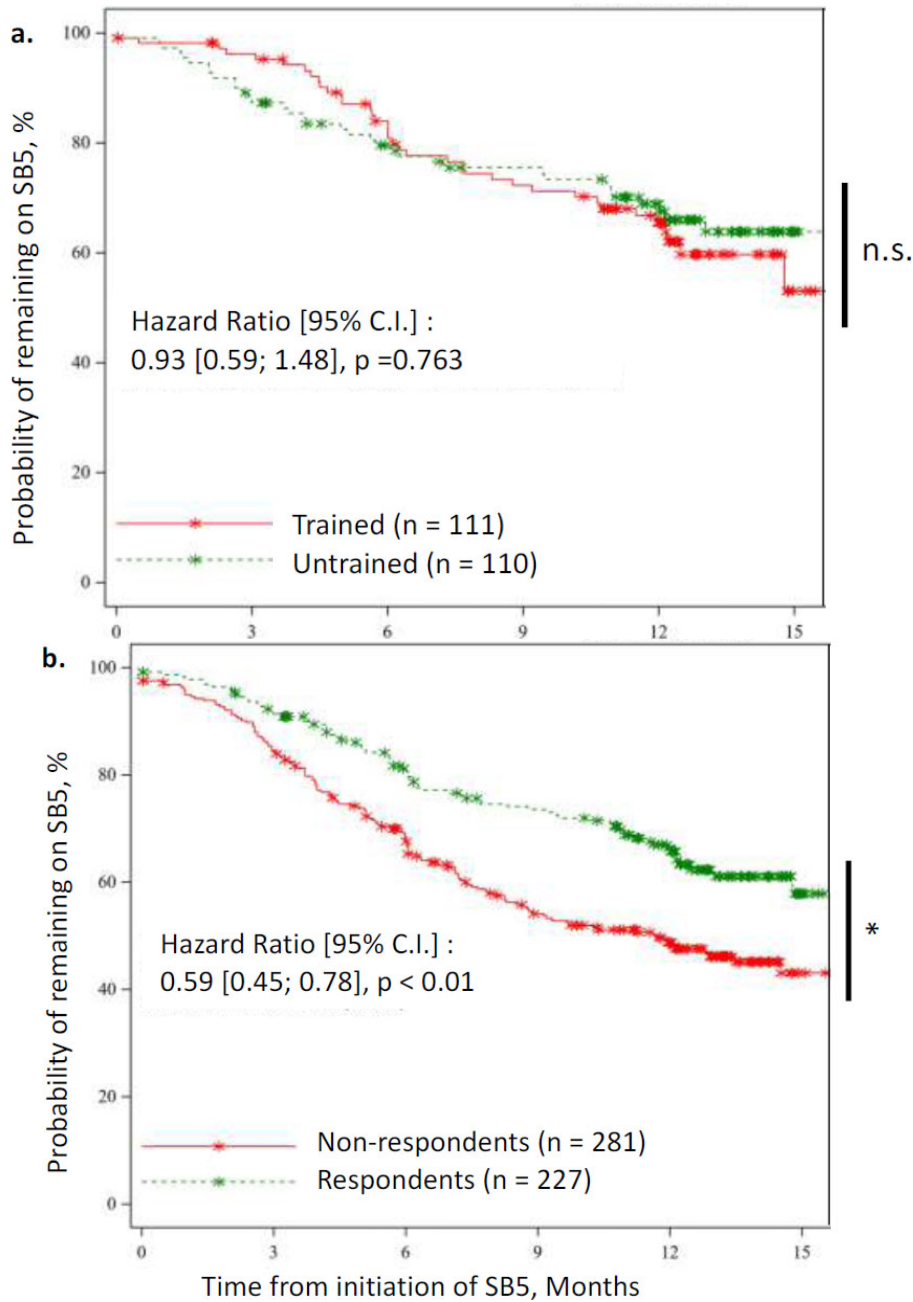 a.
Probability of remaining on SB5, %
100
80
60
40
20
0
n.s.
Hazard Ratio [95% C.I.] :
0.93 [0.59; 1.48], p =0.763
Trained (n = 111)
Untrained (n = 110)
0 3 6 9 12 15
b.
Probability of remaining on SB5, %
100
80
60
40
20
0
*
Hazard Ratio [95% C.I.] :
0.59 [0.45; 0.78], p < 0.01
Non-respondents (n = 281)
Respondents (n = 227)
0 3 6 9 12 15
Time from initiation of SB5, Months